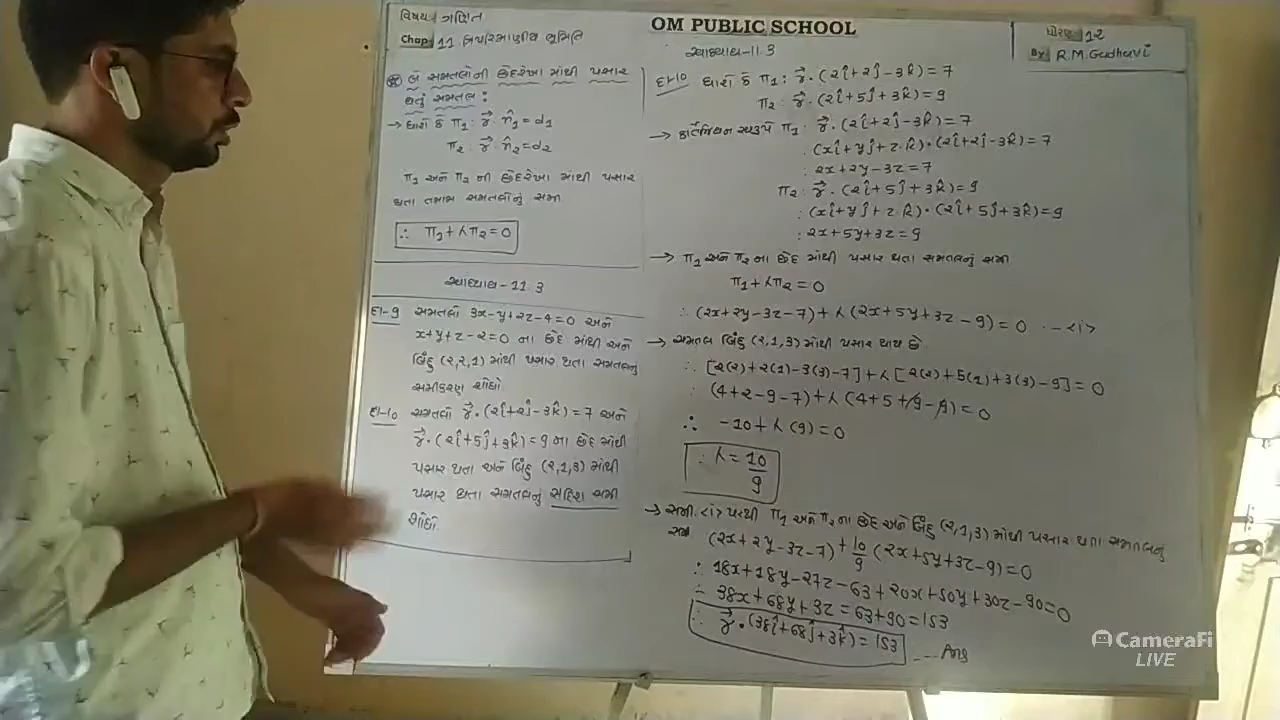 વિષય: ગણિત
Chap: 11 ત્રિપરિમાણીય ભૂમિતિ
OM PUBLIC SCHOOL
ધોરણ: 12
By R.M.Gadhavi
બે સમતલોની છેદરેખા માંથી પસાર
થતું સમતલ:
→ ધારો કે π₁: r⃗. n̂₁=d₁
π₂: r⃗. n̂₂=d₂
π₁ અને π₂ ની છેદરેખા માંથી પસાર
થતા તમામ સમતલોનું સમી
∴ π₁+λπ₂=0
સ્વાધ્યાય-11.3
દા-9 સમતલો 3x-y+2z-4=0 અને
x+y+z-2=0 ના છેદ માંથી અને
બિંદુ (2,2,1) માંથી પસાર થતા સમતલનું
સમીકરણ શોધો
દા-10 સમતલો r⃗.(2î+2ĵ-3k̂)=7 અને
r⃗.(2î+5ĵ+3k̂)=9 ના છેદ માંથી
પસાર થતા અને બિંદુ (2,1,3) માંથી
પસાર થતા સમતલનું સદિશ સમી
શોધો
સ્વાધ્યાય-11.3
દા-10 ધારો કે π₁: r⃗.(2î+2ĵ-3k̂)=7
π₂: r⃗.(2î+5ĵ+3k̂)=9
→ કાર્તેઝિય સ્વરૂપે π₁: r⃗.(2î+2ĵ-3k̂)=7
: (xî+yĵ+zk̂).(2î+2ĵ-3k̂)=7
: 2x+2y-3z=7
π₂: r⃗.(2î+5ĵ+3k̂)=9
: (xî+yĵ+zk̂).(2î+5ĵ+3k̂)=9
: 2x+5y+3z=9
→ π₁ અને π₂ ના છેદ માંથી પસાર થતા સમતલનું સમી
π₁+λπ₂=0
∴ (2x+2y-3z-7)+λ(2x+5y+3z-9)=0 --<1>
→ સમતલ બિંદુ (2,1,3) માંથી પસાર થાય છે
∴ [2(2)+2(1)-3(3)-7]+λ[2(2)+5(1)+3(3)-9]=0
∴ (4+2-9-7)+λ(4+5+9-9)=0
∴ -10+λ(9)=0
∴ λ=10/9
→ સમી <1> પરથી π₁ અને π₂ ના છેદ અને બિંદુ (2,1,3) માંથી પસાર થતા સમતલનું
સમી (2x+2y-3z-7)+10/9(2x+5y+3z-9)=0
∴ 18x+18y-27z-63+20x+50y+30z-90=0
∴ 38x+68y+3z=63+90=153
∴ r⃗.(38î+68ĵ+3k̂)=153 --- Ans
CameraFi
LIVE